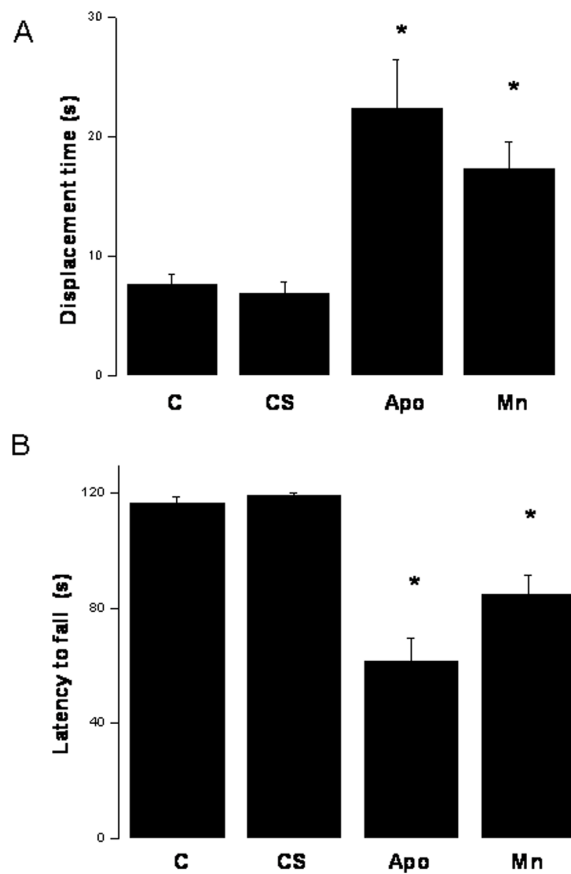 A
Displacement time (s)
30
20
10
0
*
*
C CS Apo Mn
B
Latency to fall (s)
120
80
40
0
*
*
C CS Apo Mn